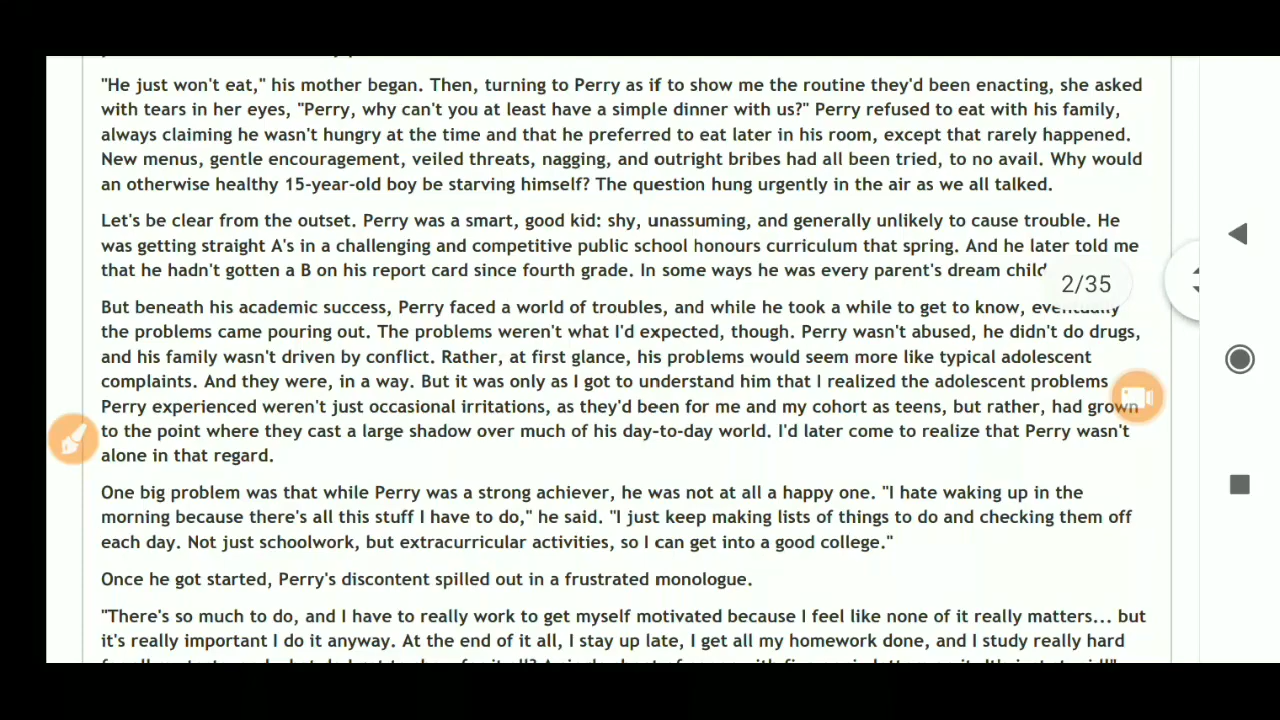 "He just won't eat," his mother began. Then, turning to Perry as if to show me the routine they'd been enacting, she asked
with tears in her eyes, "Perry, why can't you at least have a simple dinner with us?" Perry refused to eat with his family,
always claiming he wasn't hungry at the time and that he preferred to eat later in his room, except that rarely happened.
New menus, gentle encouragement, veiled threats, nagging, and outright bribes had all been tried, to no avail. Why would
an otherwise healthy 15-year-old boy be starving himself? The question hung urgently in the air as we all talked.
Let's be clear from the outset. Perry was a smart, good kid: shy, unassuming, and generally unlikely to cause trouble. He
was getting straight A's in a challenging and competitive public school honours curriculum that spring. And he later told me
that he hadn't gotten a B on his report card since fourth grade. In some ways he was every parent's dream child
2/35
But beneath his academic success, Perry faced a world of troubles, and while he took a while to get to know, eventually
the problems came pouring out. The problems weren't what I'd expected, though. Perry wasn't abused, he didn't do drugs,
and his family wasn't driven by conflict. Rather, at first glance, his problems would seem more like typical adolescent
complaints. And they were, in a way. But it was only as I got to understand him that I realized the adolescent problems
Perry experienced weren't just occasional irritations, as they'd been for me and my cohort as teens, but rather, had grown
to the point where they cast a large shadow over much of his day-to-day world. I'd later come to realize that Perry wasn't
alone in that regard.
One big problem was that while Perry was a strong achiever, he was not at all a happy one. "I hate waking up in the
morning because there's all this stuff I have to do," he said. "I just keep making lists of things to do and checking them off
each day. Not just schoolwork, but extracurricular activities, so I can get into a good college."
Once he got started, Perry's discontent spilled out in a frustrated monologue.
"There's so much to do, and I have to really work to get myself motivated because I feel like none of it really matters... but
it's really important I do it anyway. At the end of it all, I stay up late, I get all my homework done, and I study really hard